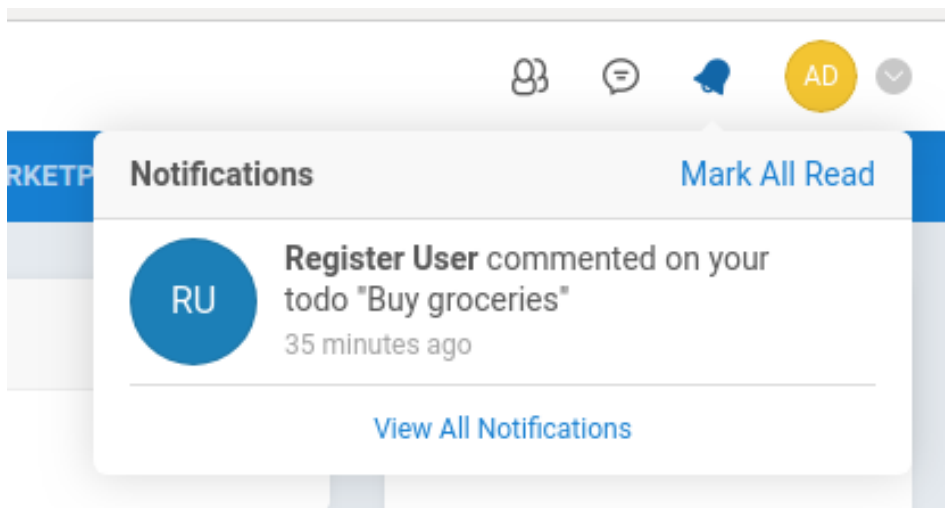 AD
RKETP
Notifications
Mark All Read
RU
Register User commented on your
todo "Buy groceries"
35 minutes ago
View All Notifications